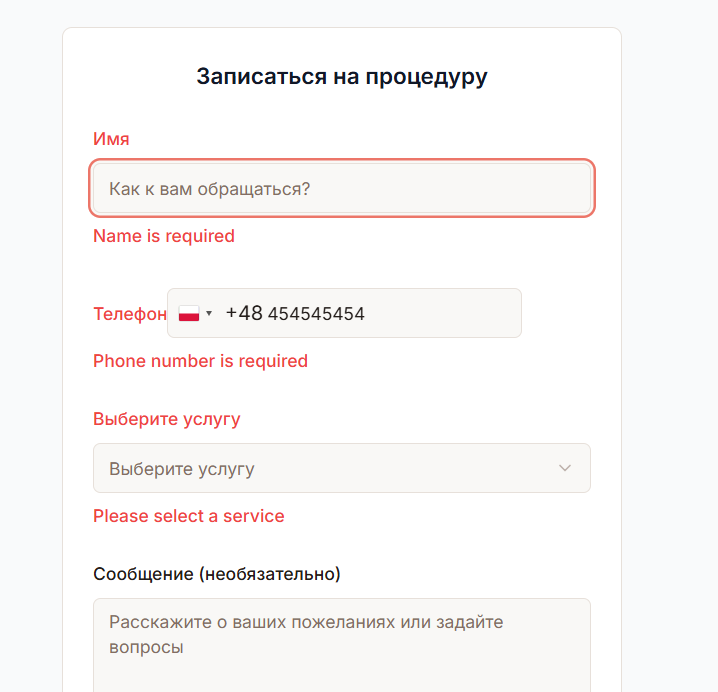 Записаться на процедуру
Имя
Как к вам обращаться?
Name is required
Телефон +48 454545454
Phone number is required
Выберите услугу
Выберите услугу
Please select a service
Сообщение (необязательно)
Расскажите о ваших пожеланиях или задайте
вопросы